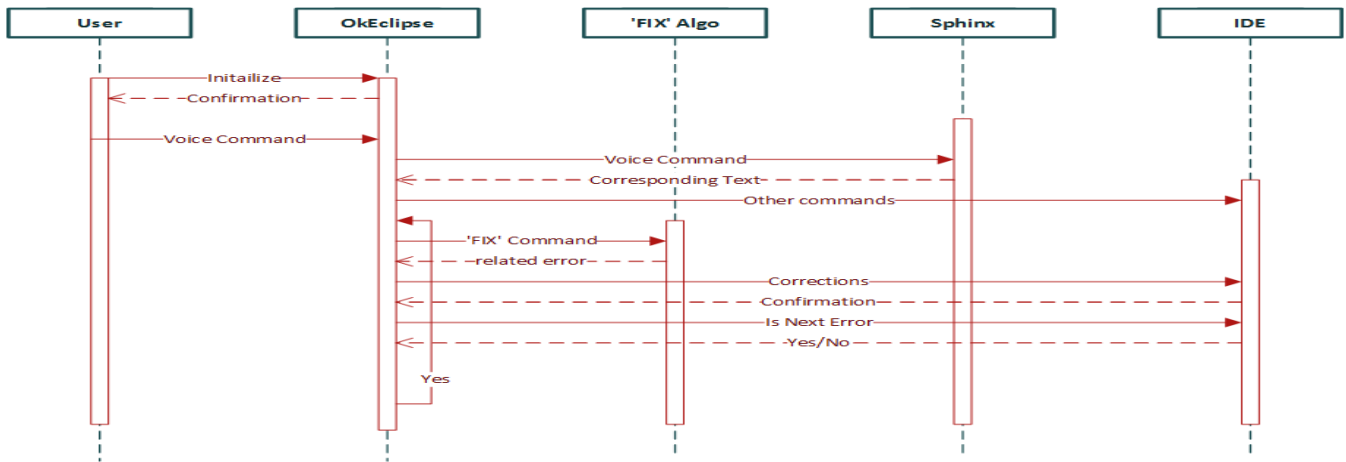 User
OkEclipse
'FIX' Algo
Sphinx
IDE
Initailize
Confirmation
Voice Command
Voice Command
Corresponding Text
Other commands
'FIX' Command
related error
Corrections
Confirmation
Is Next Error
Yes/No
Yes